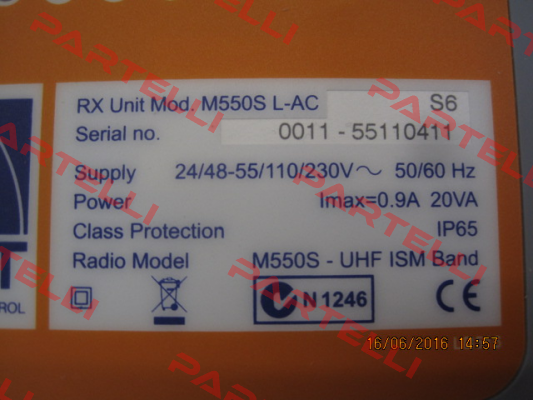 RX Unit Mod. M550S L-AC S6
Serial no. 0011 - 55110411
Supply 24/48-55/110/230V~ 50/60 Hz
Power Imax=0.9A 20VA
Class Protection IP65
Radio Model M550S - UHF ISM Band
N 1246 CE
ROL
16/06/2016 14:57
PARTELLI
PARTELLI
PARTELLI
PARTELLI
PARTELLI